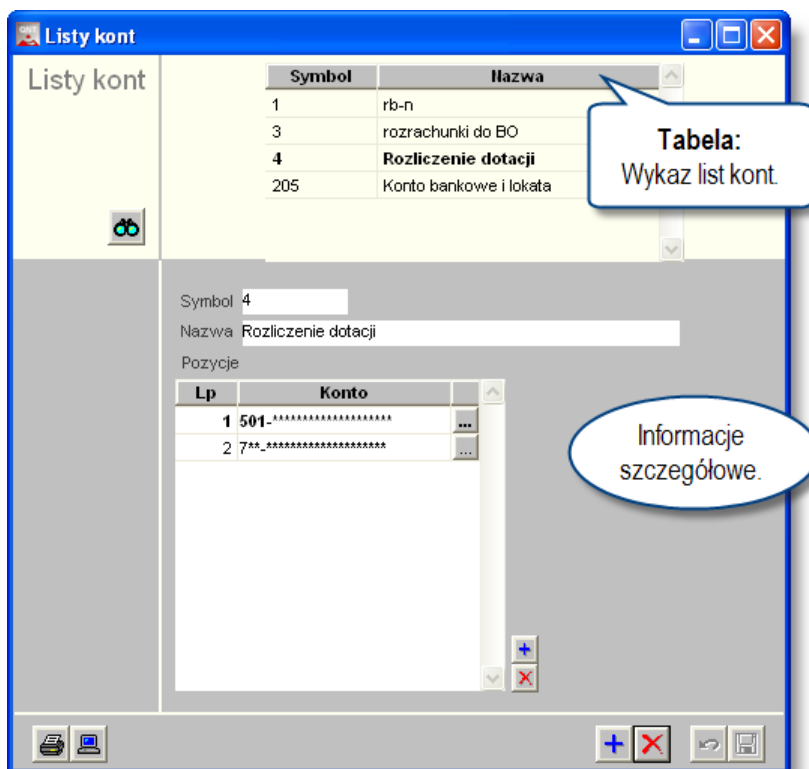 QNT Listy kont
Listy kont
Symbol Nazwa
1 rb-n
3 rozrachunki do BO
4 Rozliczenie dotacji
205 Konto bankowe i lokata
Tabela:
Wykaz list kont.
Symbol 4
Nazwa Rozliczenie dotacji
Pozycje
Lp Konto
1 501-******************** ...
2 7**-******************** ...
Informacje
szczegółowe.